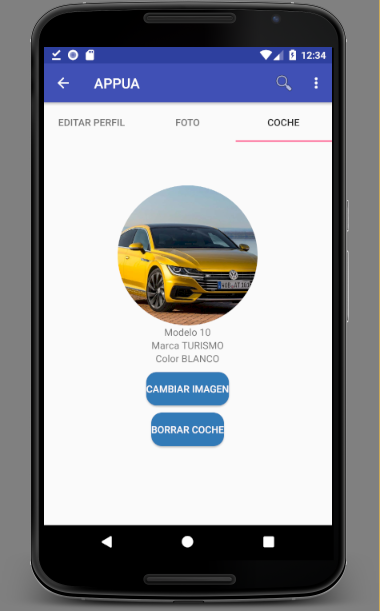 12:34
APPUA
EDITAR PERFIL
FOTO
COCHE
Modelo 10
Marca TURISMO
Color BLANCO
CAMBIAR IMAGEN
BORRAR COCHE